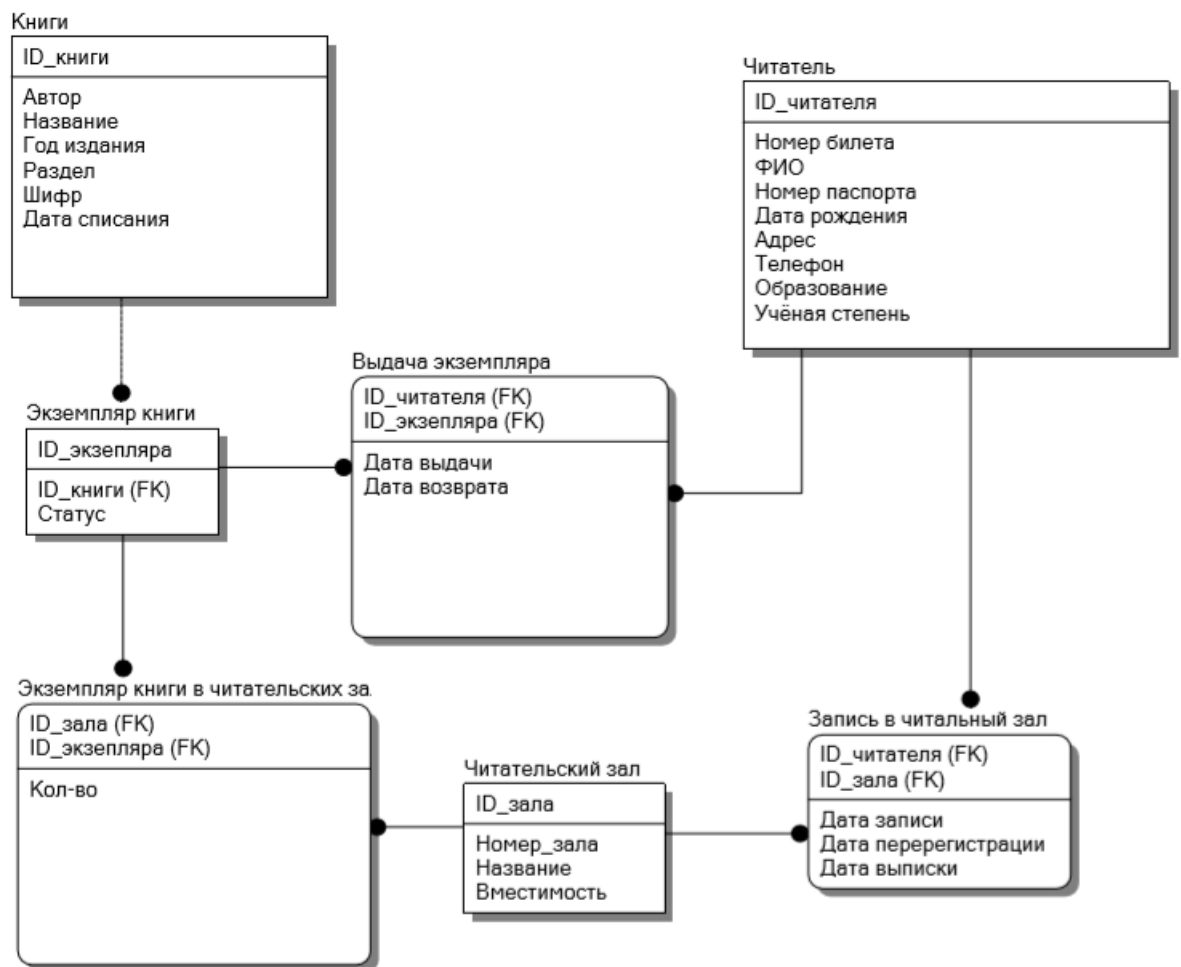 Книги
ID_книги
Автор
Название
Год издания
Раздел
Шифр
Дата списания
Читатель
ID_читателя
Номер билета
ФИО
Номер паспорта
Дата рождения
Адрес
Телефон
Образование
Учёная степень
Выдача экземпляра
ID_читателя (FK)
ID_экзепляра (FK)
Дата выдачи
Дата возврата
Экземпляр книги
ID_экзепляра
ID_книги (FK)
Статус
Экземпляр книги в читательских за
ID_зала (FK)
ID_экзепляра (FK)
Кол-во
Читательский зал
ID_зала
Номер_зала
Название
Вместимость
Запись в читальный зал
ID_читателя (FK)
ID_зала (FK)
Дата записи
Дата перерегистрации
Дата выписки